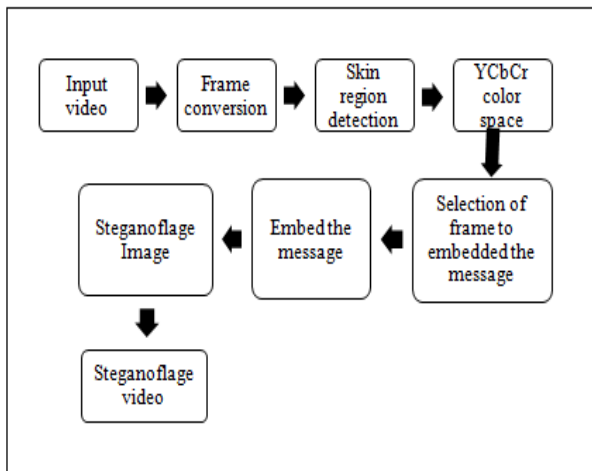 Input
video
Frame
conversion
Skin
region
detection
YCbCr
color
space
Selection of
frame to
embedded the
message
Embed the
message
Steganoflage
Image
Steganoflage
video